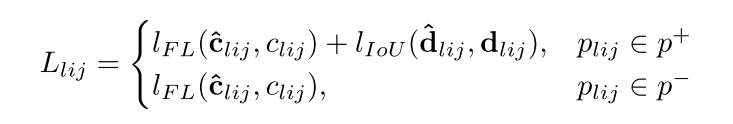 $$L_{lij} = \begin{cases} l_{FL}(\hat{\mathbf{c}}_{lij}, c_{lij}) + l_{IoU}(\hat{\mathbf{d}}_{lij}, \mathbf{d}_{lij}), & p_{lij} \in p^{+} \\ l_{FL}(\hat{\mathbf{c}}_{lij}, c_{lij}), & p_{lij} \in p^{-} \end{cases}$$